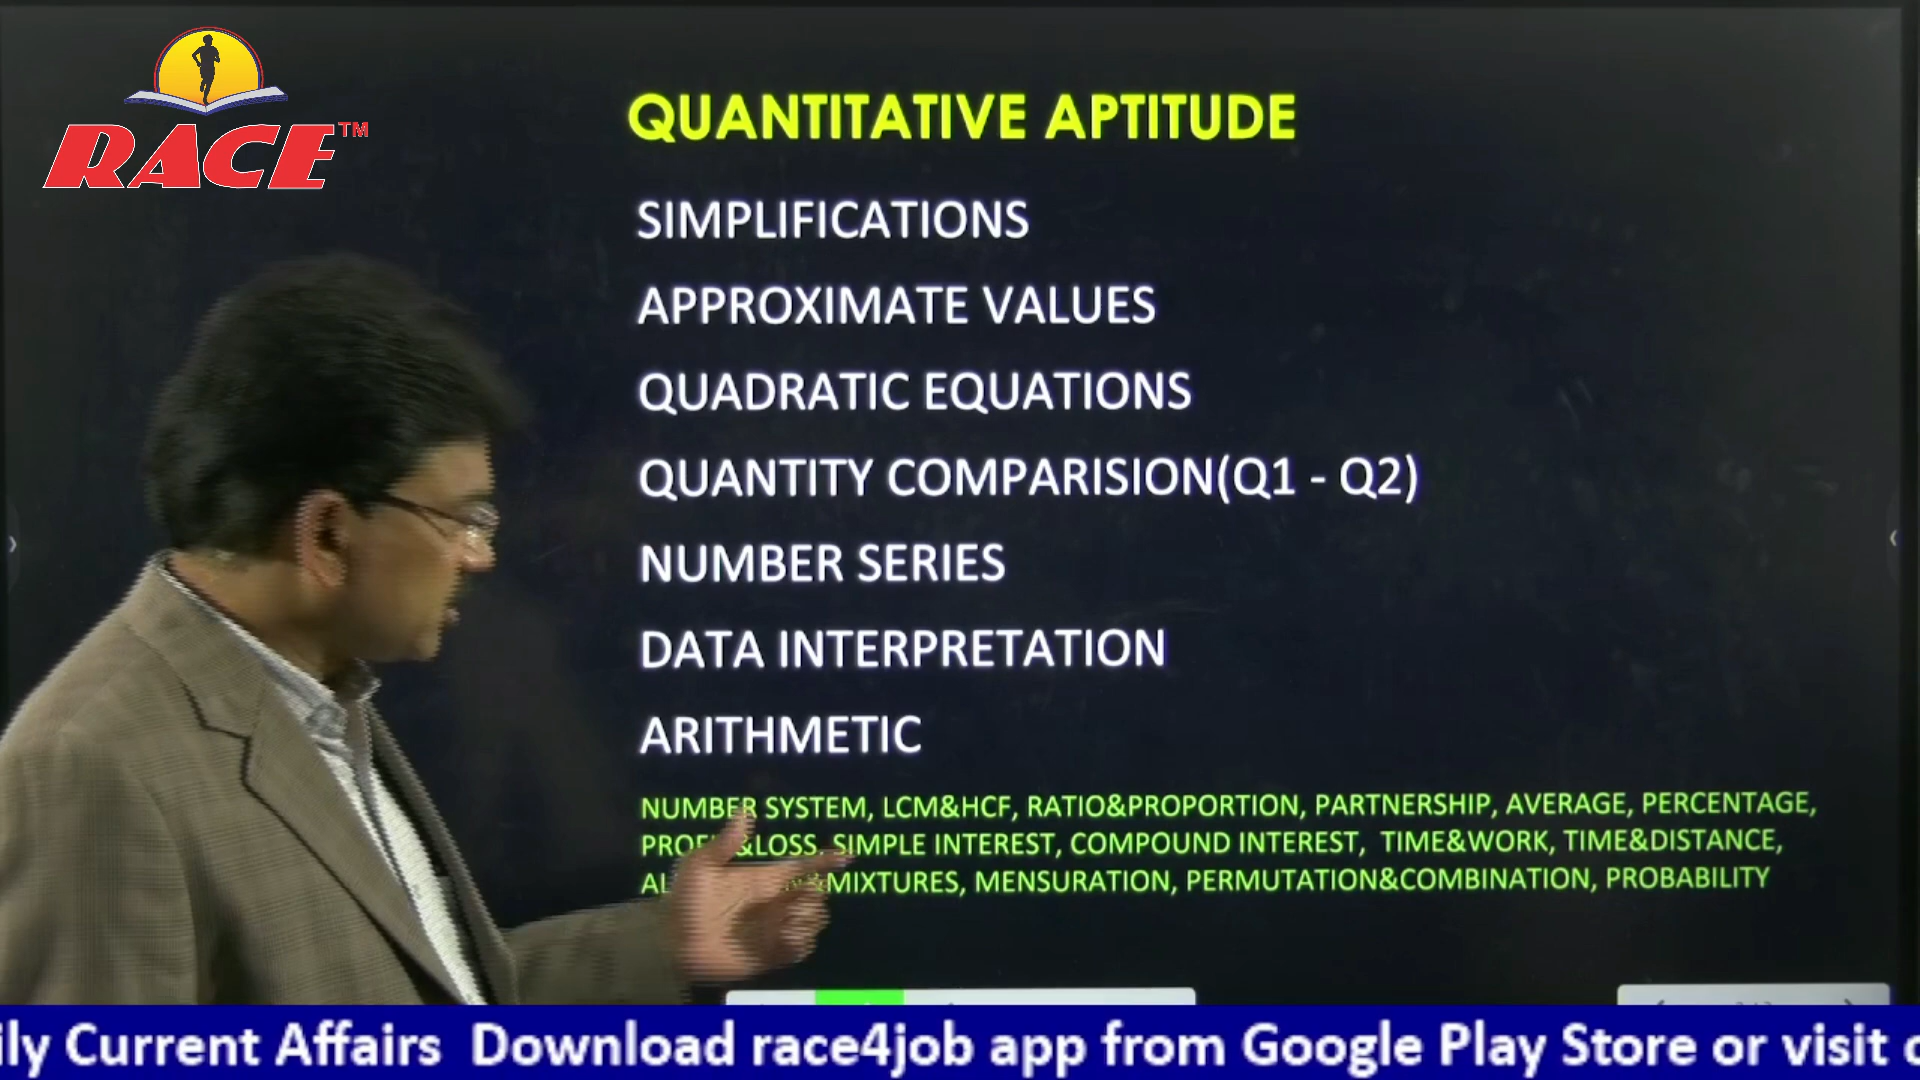 RACE™
QUANTITATIVE APTITUDE
SIMPLIFICATIONS
APPROXIMATE VALUES
QUADRATIC EQUATIONS
QUANTITY COMPARISION(Q1 - Q2)
NUMBER SERIES
DATA INTERPRETATION
ARITHMETIC
NUMBER SYSTEM, LCM&HCF, RATIO&PROPORTION, PARTNERSHIP, AVERAGE, PERCENTAGE,
&LOSS, SIMPLE INTEREST, COMPOUND INTEREST, TIME&WORK, TIME&DISTANCE,
&MIXTURES, MENSURATION, PERMUTATION&COMBINATION, PROBABILITY
Current Affairs Download race4job app from Google Play Store or visit